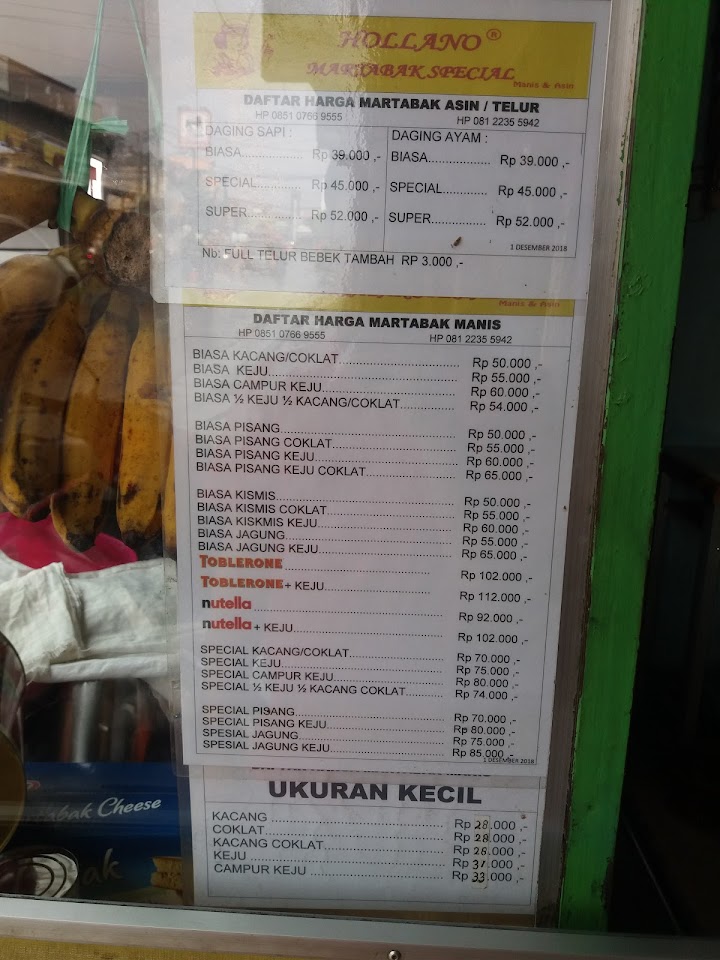 HOLLANO ®
MARTABAK SPECIAL
Manis & Asin
DAFTAR HARGA MARTABAK ASIN / TELUR
HP 0851 0766 9555 HP 081 2235 5942
DAGING SAPI : DAGING AYAM :
BIASA.................. Rp 39.000 ,- BIASA.................. Rp 39.000 ,-
SPECIAL............. Rp 45.000 ,- SPECIAL............. Rp 45.000 ,-
SUPER................ Rp 52.000 ,- SUPER................ Rp 52.000 ,-
1 DESEMBER 2018
Nb: FULL TELUR BEBEK TAMBAH RP 3.000 ,-
Manis & Asin
DAFTAR HARGA MARTABAK MANIS
HP 0851 0766 9555 HP 081 2235 5942
BIASA KACANG/COKLAT.............................. Rp 50.000 ,-
BIASA KEJU.............................. Rp 55.000 ,-
BIASA CAMPUR KEJU.............................. Rp 60.000 ,-
BIASA ½ KEJU ½ KACANG/COKLAT............. Rp 54.000 ,-
BIASA PISANG.............................. Rp 50.000 ,-
BIASA PISANG COKLAT.............................. Rp 55.000 ,-
BIASA PISANG KEJU.............................. Rp 60.000 ,-
BIASA PISANG KEJU COKLAT.................... Rp 65.000 ,-
BIASA KISMIS.............................. Rp 50.000 ,-
BIASA KISMIS COKLAT.............................. Rp 55.000 ,-
BIASA KISKMIS KEJU.............................. Rp 60.000 ,-
BIASA JAGUNG.............................. Rp 55.000 ,-
BIASA JAGUNG KEJU.............................. Rp 65.000 ,-
TOBLERONE.............................. Rp 102.000 ,-
TOBLERONE + KEJU.............................. Rp 112.000 ,-
nutella.............................. Rp 92.000 ,-
nutella + KEJU.............................. Rp 102.000 ,-
SPECIAL KACANG/COKLAT.................... Rp 70.000 ,-
SPECIAL KEJU.............................. Rp 75.000 ,-
SPECIAL CAMPUR KEJU.................... Rp 80.000 ,-
SPECIAL ½ KEJU ½ KACANG COKLAT......... Rp 74.000 ,-
SPECIAL PISANG.............................. Rp 70.000 ,-
SPECIAL PISANG KEJU.................... Rp 80.000 ,-
SPESIAL JAGUNG.............................. Rp 75.000 ,-
SPESIAL JAGUNG KEJU.................... Rp 85.000 ,-
1 DESEMBER 2018
UKURAN KECIL
KACANG .............................. Rp 28.000 ,-
COKLAT.............................. Rp 28.000 ,-
KACANG COKLAT.................... Rp 28.000 ,-
KEJU .............................. Rp 31.000 ,-
CAMPUR KEJU .................... Rp 33.000 ,-
Cheese